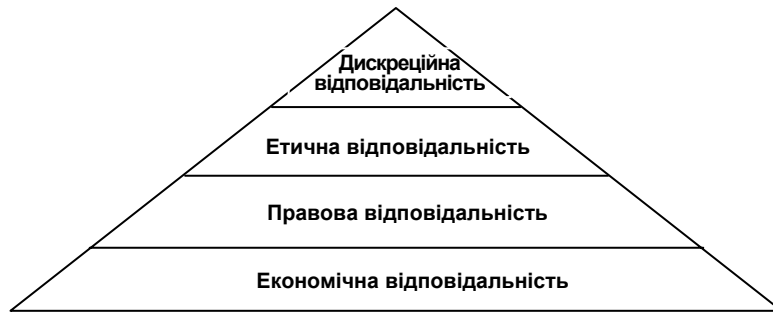 Дискреційна
відповідальність
Етична відповідальність
Правова відповідальність
Економічна відповідальність